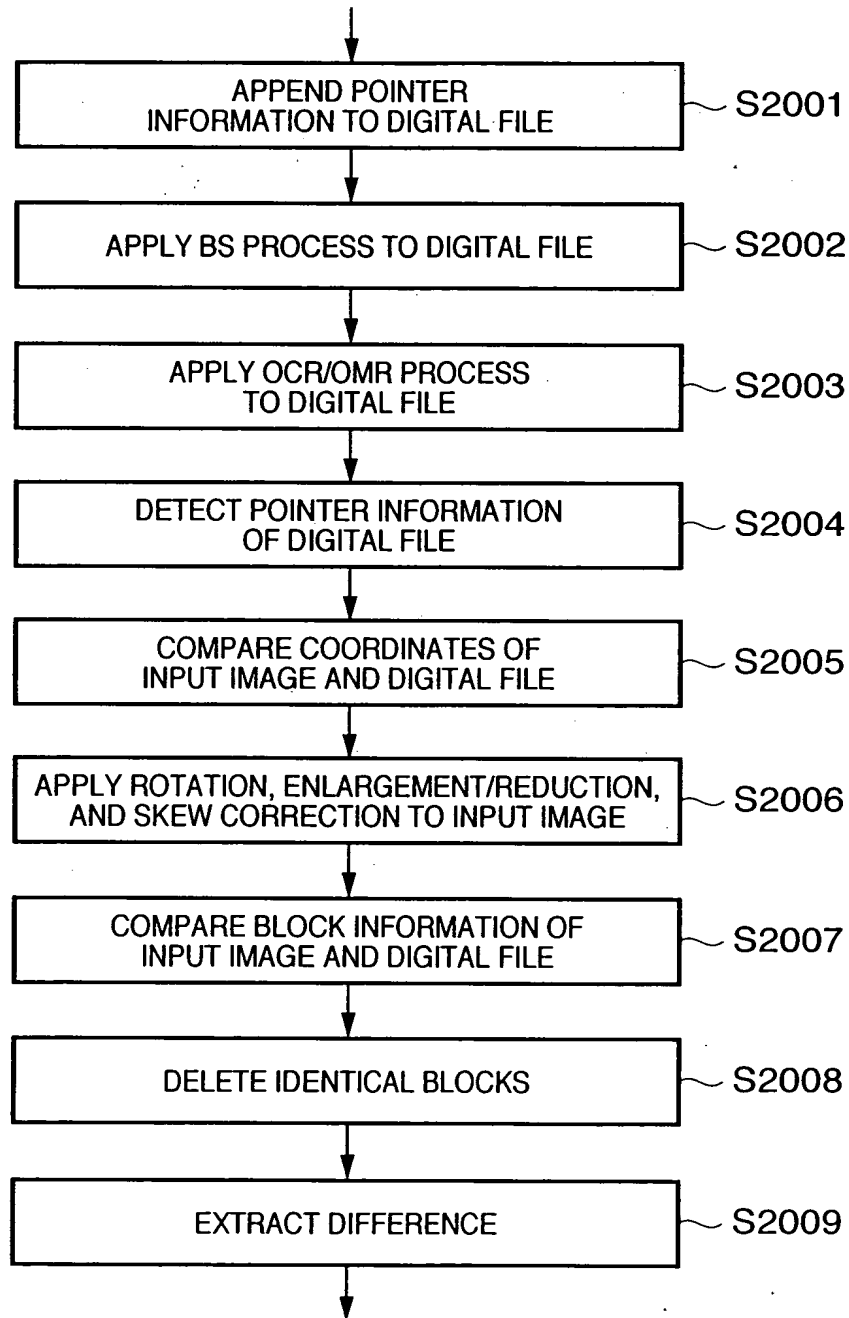 APPEND POINTER
INFORMATION TO DIGITAL FILE
S2001
APPLY BS PROCESS TO DIGITAL FILE
S2002
APPLY OCR/OMR PROCESS
TO DIGITAL FILE
S2003
DETECT POINTER INFORMATION
OF DIGITAL FILE
S2004
COMPARE COORDINATES OF
INPUT IMAGE AND DIGITAL FILE
S2005
APPLY ROTATION, ENLARGEMENT/REDUCTION,
AND SKEW CORRECTION TO INPUT IMAGE
S2006
COMPARE BLOCK INFORMATION OF
INPUT IMAGE AND DIGITAL FILE
S2007
DELETE IDENTICAL BLOCKS
S2008
EXTRACT DIFFERENCE
S2009